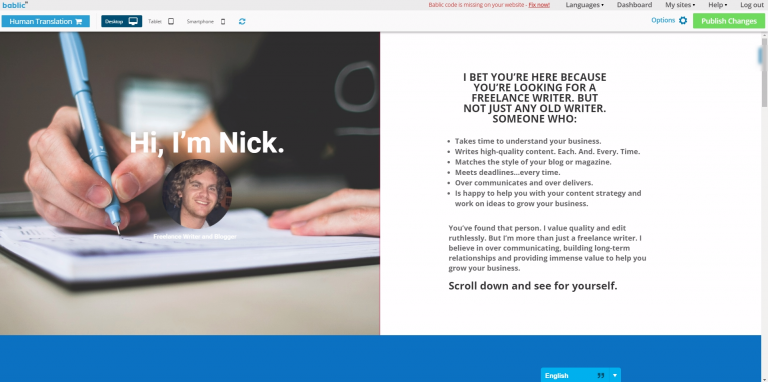 bablic
Bablic code is missing on your website - Fix now!
Languages
Dashboard
My sites
Help
Log out
Human Translation
Desktop
Tablet
Smartphone
Options
Publish Changes
Hi, I'm Nick.
Freelance Writer and Blogger
I BET YOU'RE HERE BECAUSE
YOU'RE LOOKING FOR A
FREELANCE WRITER. BUT
NOT JUST ANY OLD WRITER.
SOMEONE WHO:
• Takes time to understand your business.
• Writes high-quality content. Each. And. Every. Time.
• Matches the style of your blog or magazine.
• Meets deadlines...every time.
• Over communicates and over delivers.
• Is happy to help you with your content strategy and
work on ideas to grow your business.
You've found that person. I value quality and edit
ruthlessly. But I'm more than just a freelance writer. I
believe in over communicating, building long-term
relationships and providing immense value to help you
grow your business.
Scroll down and see for yourself.
English